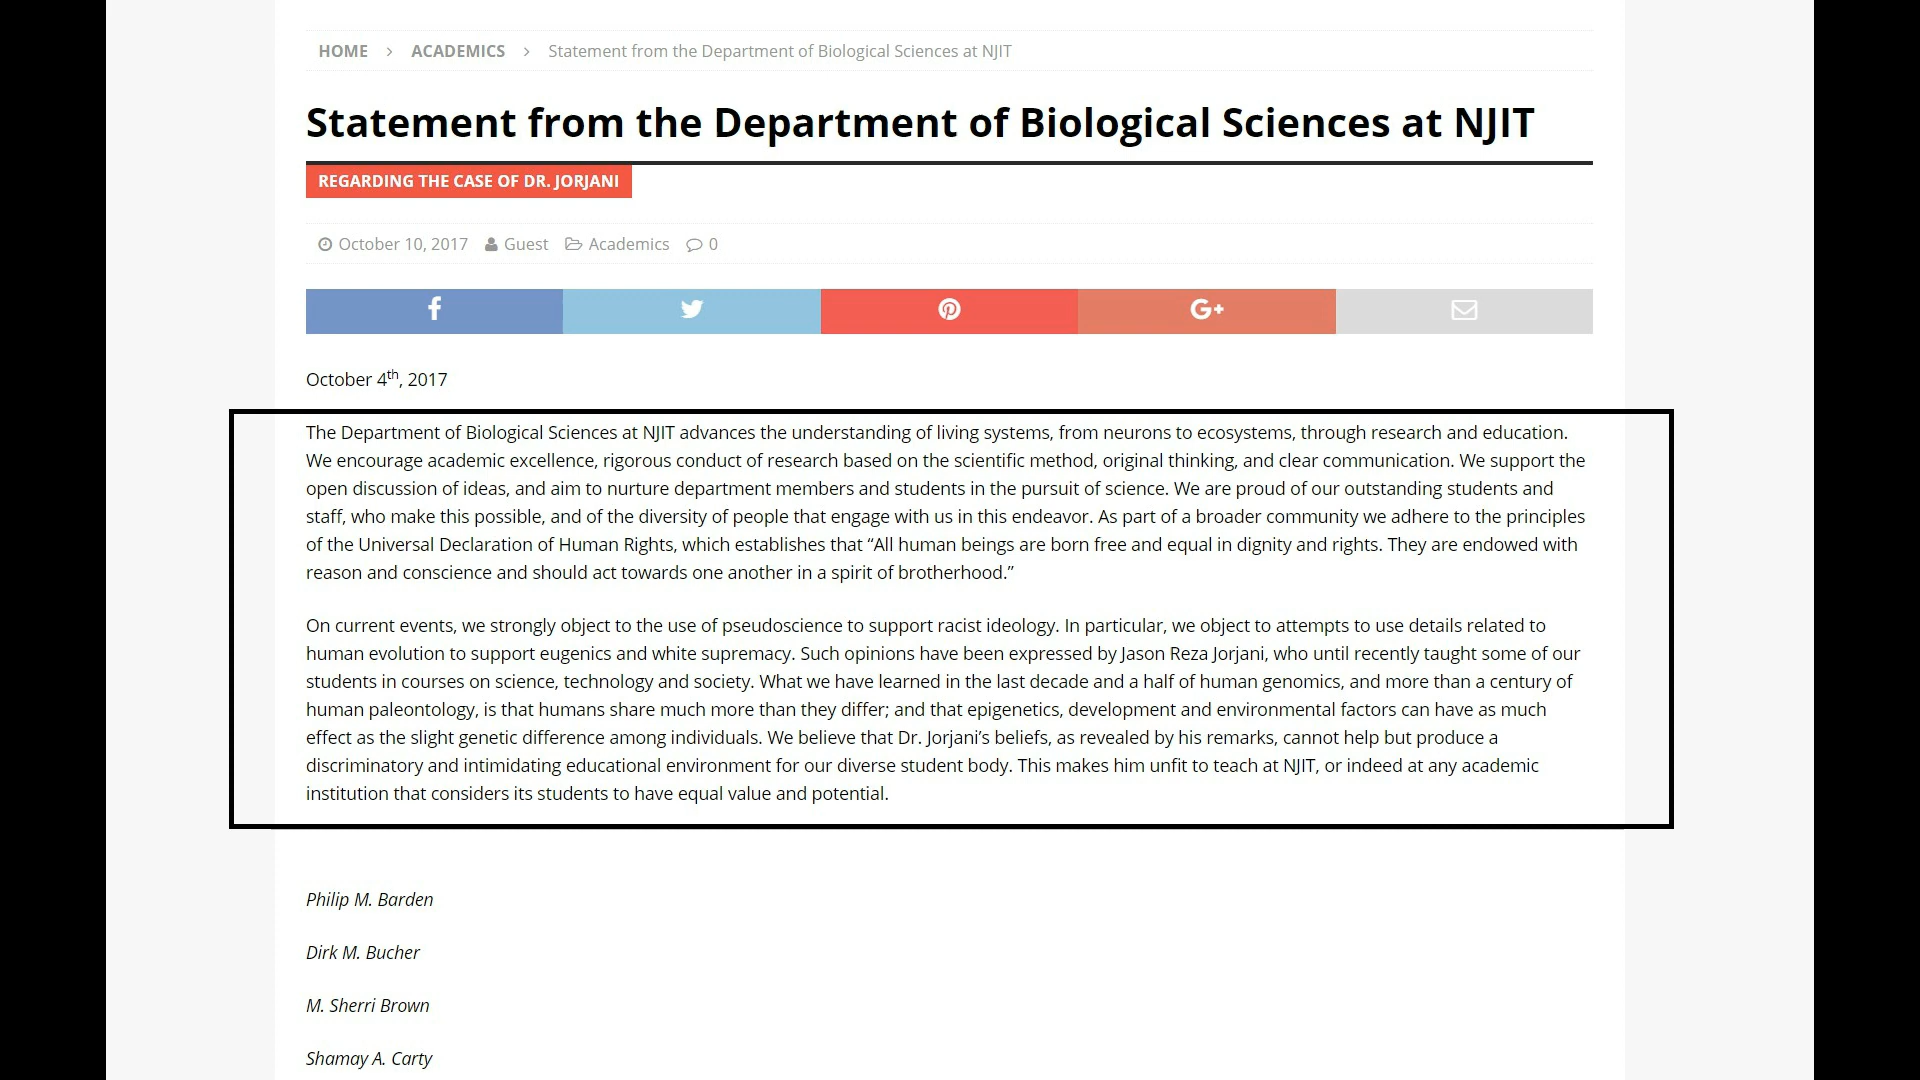 HOME > ACADEMICS > Statement from the Department of Biological Sciences at NJIT
Statement from the Department of Biological Sciences at NJIT
REGARDING THE CASE OF DR. JORJANI
October 10, 2017 Guest Academics 0
f G+
October 4th, 2017
The Department of Biological Sciences at NJIT advances the understanding of living systems, from neurons to ecosystems, through research and education.
We encourage academic excellence, rigorous conduct of research based on the scientific method, original thinking, and clear communication. We support the
open discussion of ideas, and aim to nurture department members and students in the pursuit of science. We are proud of our outstanding students and
staff, who make this possible, and of the diversity of people that engage with us in this endeavor. As part of a broader community we adhere to the principles
of the Universal Declaration of Human Rights, which establishes that “All human beings are born free and equal in dignity and rights. They are endowed with
reason and conscience and should act towards one another in a spirit of brotherhood.”
On current events, we strongly object to the use of pseudoscience to support racist ideology. In particular, we object to attempts to use details related to
human evolution to support eugenics and white supremacy. Such opinions have been expressed by Jason Reza Jorjani, who until recently taught some of our
students in courses on science, technology and society. What we have learned in the last decade and a half of human genomics, and more than a century of
human paleontology, is that humans share much more than they differ; and that epigenetics, development and environmental factors can have as much
effect as the slight genetic difference among individuals. We believe that Dr. Jorjani’s beliefs, as revealed by his remarks, cannot help but produce a
discriminatory and intimidating educational environment for our diverse student body. This makes him unfit to teach at NJIT, or indeed at any academic
institution that considers its students to have equal value and potential.
Philip M. Barden
Dirk M. Bucher
M. Sherri Brown
Shamay A. Carty